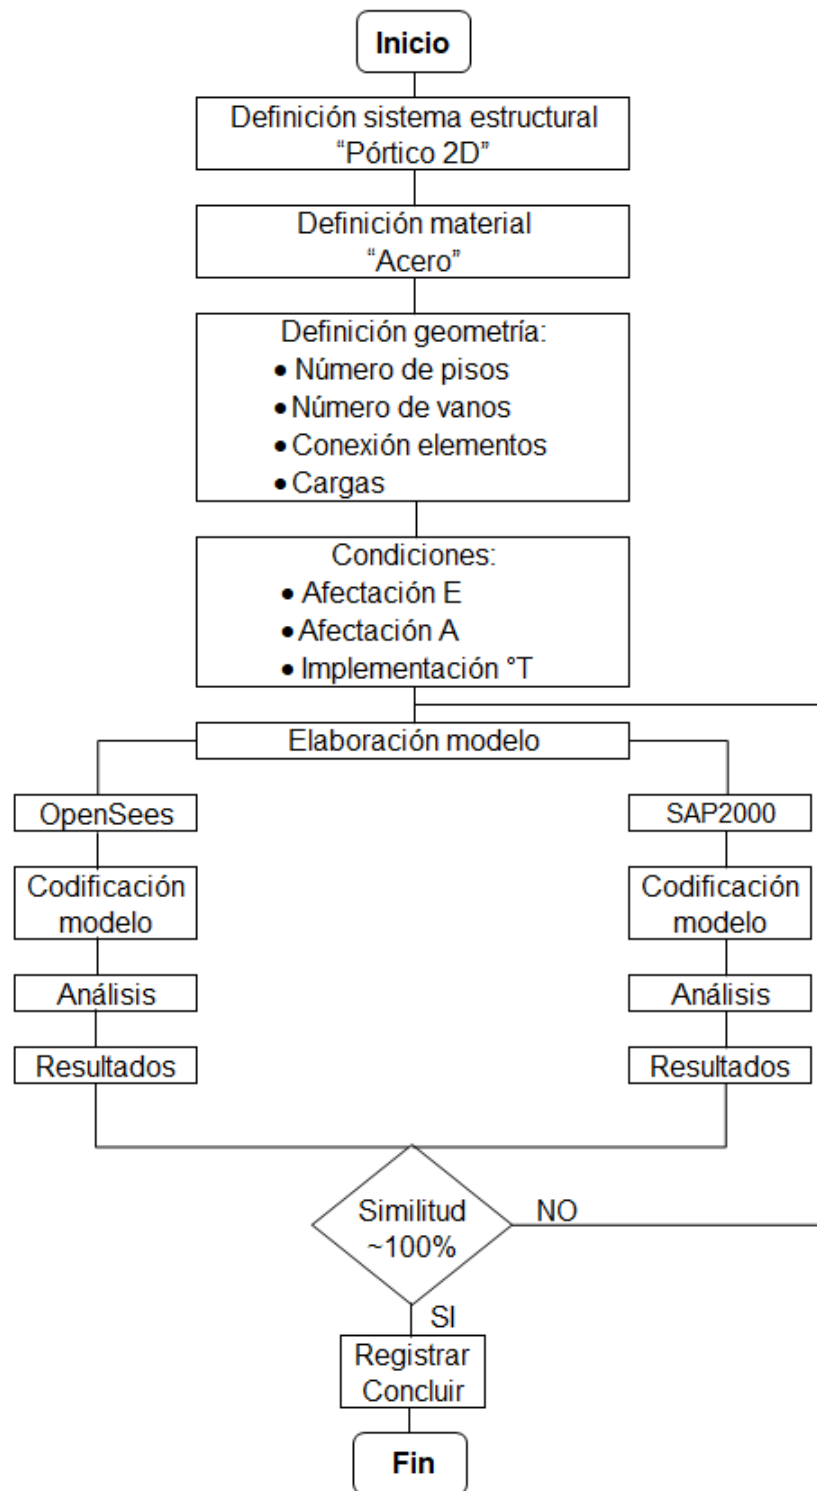 Inicio
Definición sistema estructural
“Pórtico 2D”
Definición material
“Acero”
Definición geometría:
• Número de pisos
• Número de vanos
• Conexión elementos
• Cargas
Condiciones:
• Afectación E
• Afectación A
• Implementación °T
Elaboración modelo
OpenSees
Codificación
modelo
Análisis
Resultados
SAP2000
Codificación
modelo
Análisis
Resultados
Similitud
~100%
NO
SI
Registrar
Concluir
Fin